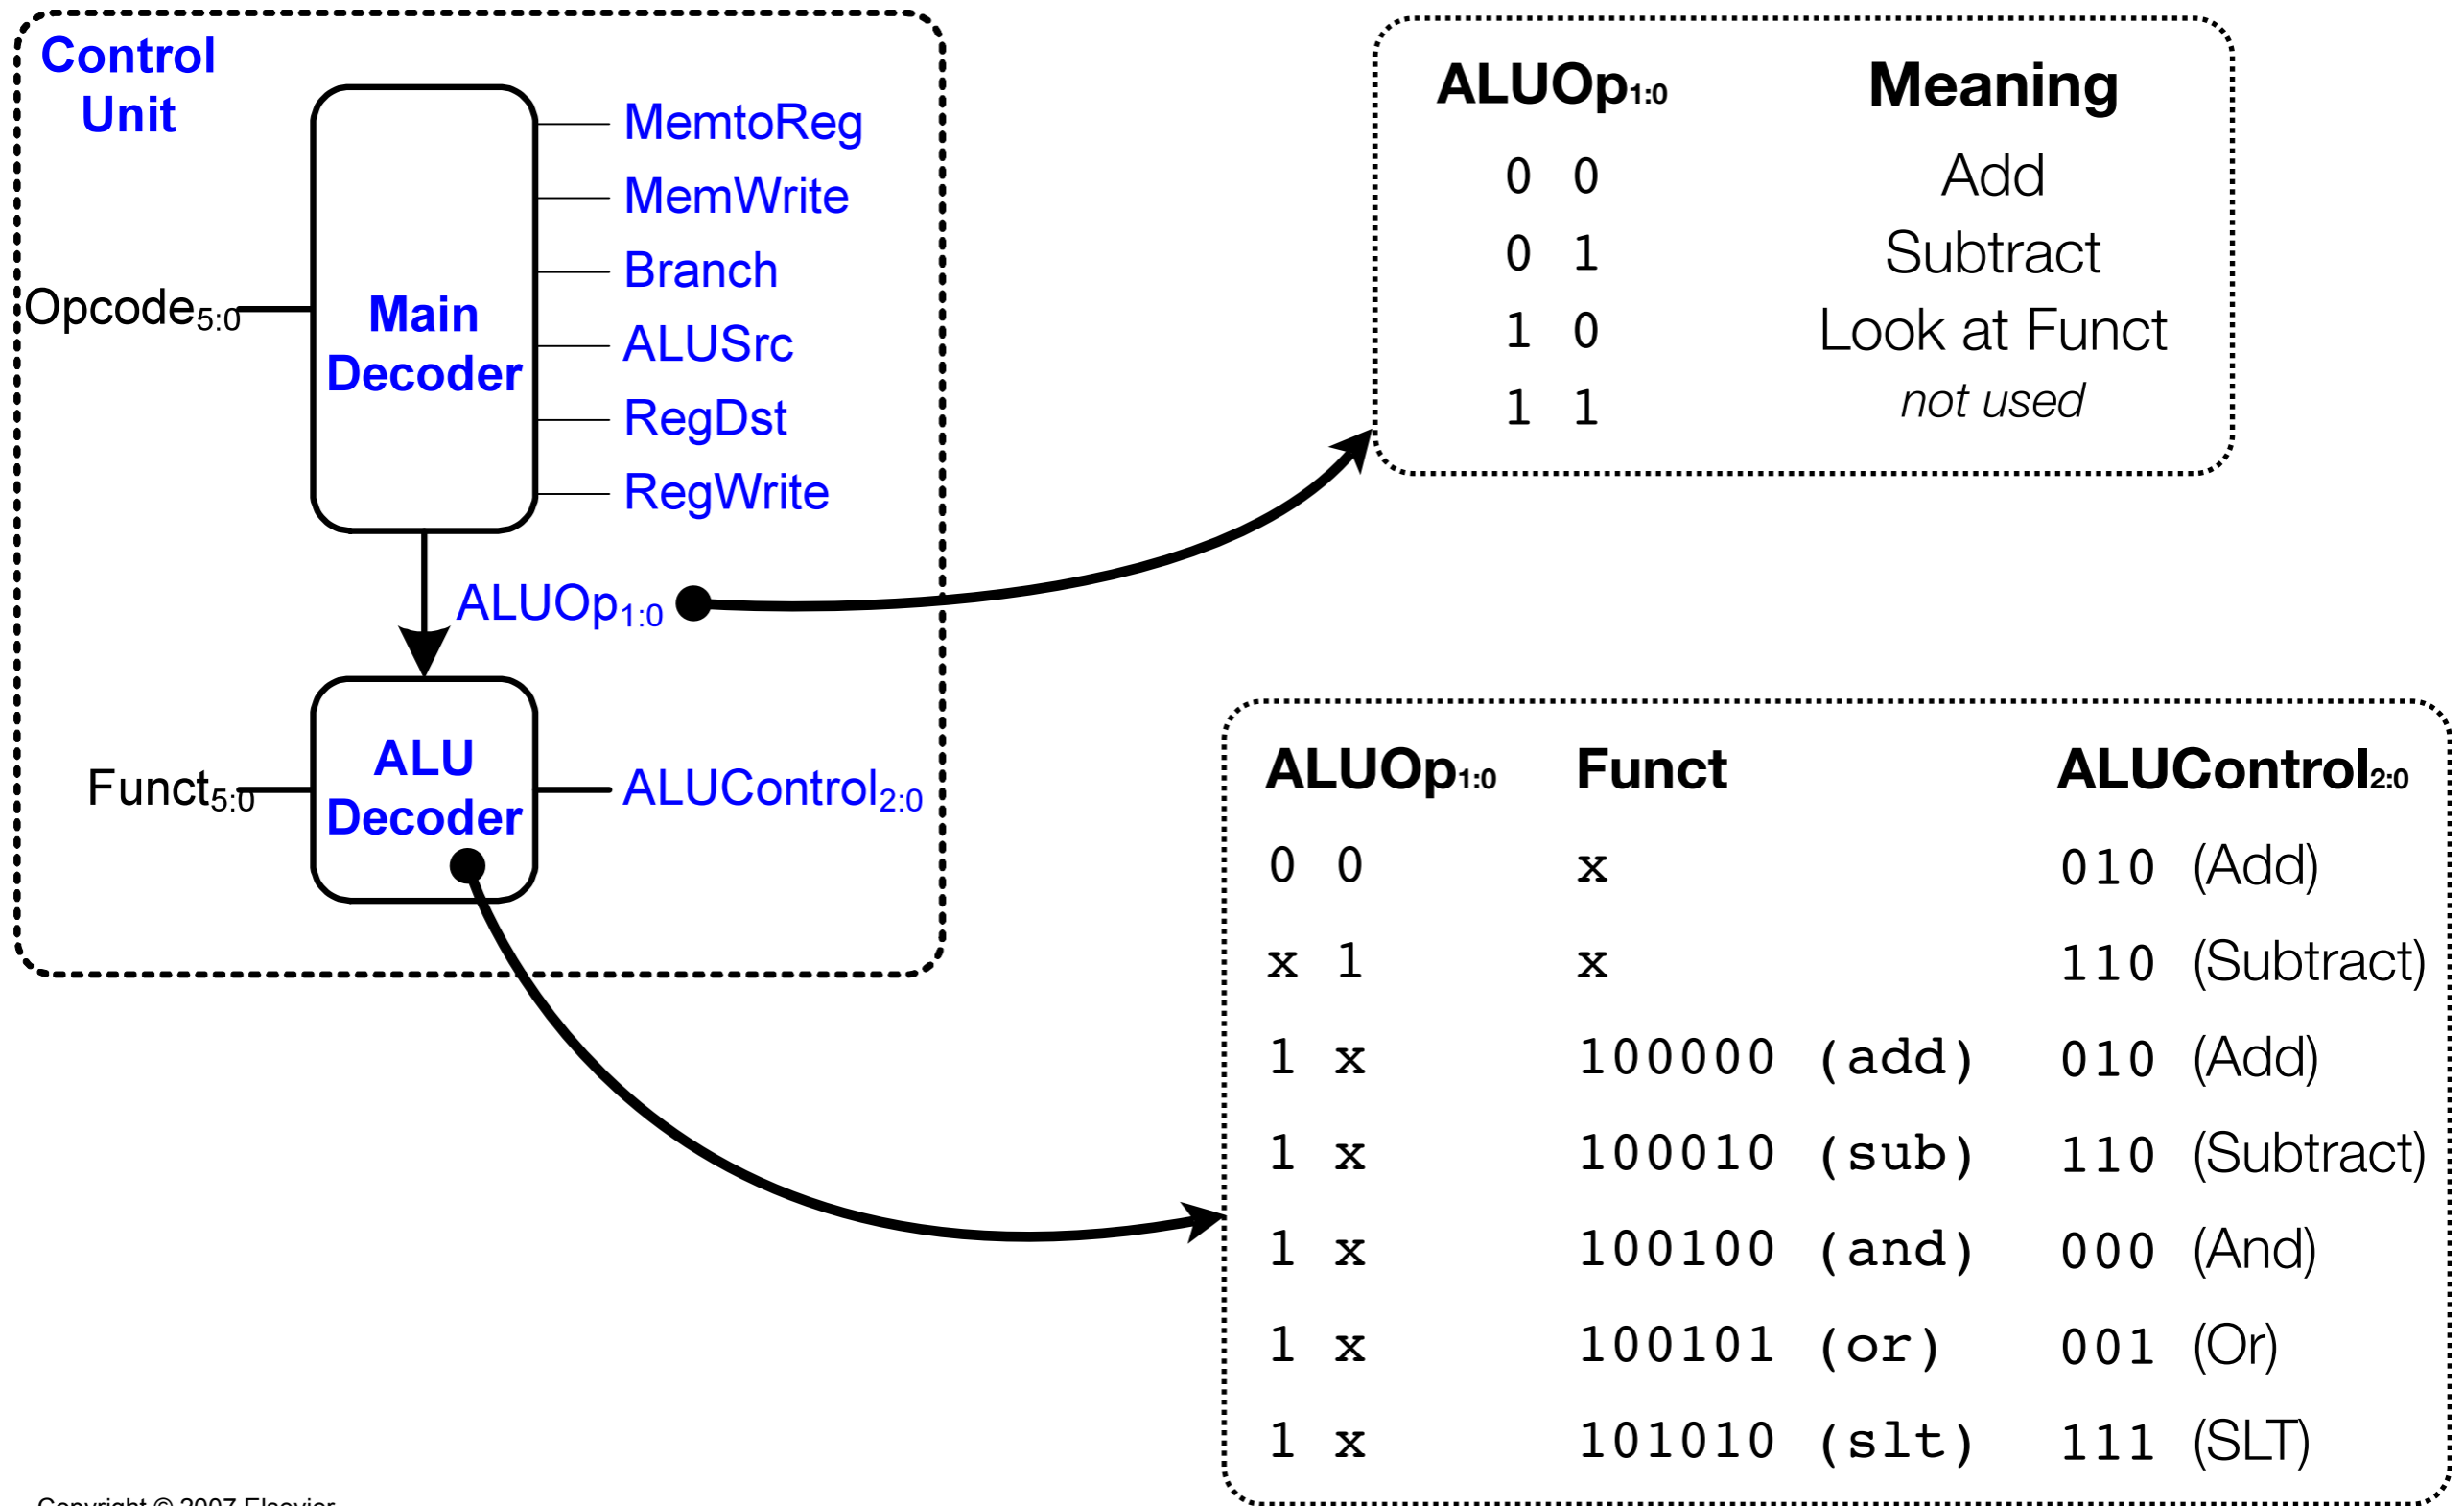 Control
Unit
Opcode5:0
Main
Decoder
MemtoReg
MemWrite
Branch
ALUSrc
RegDst
RegWrite
ALUOp1:0
Funct5:0
ALU
Decoder
ALUControl2:0
ALUOp1:0 Meaning
0 0 Add
0 1 Subtract
1 0 Look at Funct
1 1 not used
ALUOp1:0 Funct ALUControl2:0
0 0 x 010 (Add)
x 1 x 110 (Subtract)
1 x 100000 (add) 010 (Add)
1 x 100010 (sub) 110 (Subtract)
1 x 100100 (and) 000 (And)
1 x 100101 (or) 001 (Or)
1 x 101010 (slt) 111 (SLT)
Copyright © 2007 Elsevier